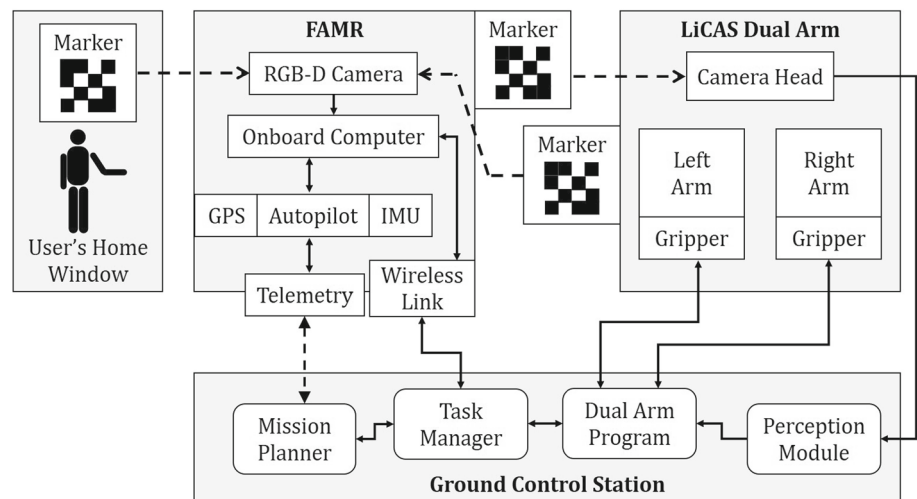 Marker
User's Home
Window
FAMR
RGB-D Camera
Onboard Computer
GPS
Autopilot
IMU
Telemetry
Wireless
Link
Marker
Marker
LiCAS Dual Arm
Camera Head
Left
Arm
Gripper
Right
Arm
Gripper
Mission
Planner
Task
Manager
Dual Arm
Program
Perception
Module
Ground Control Station